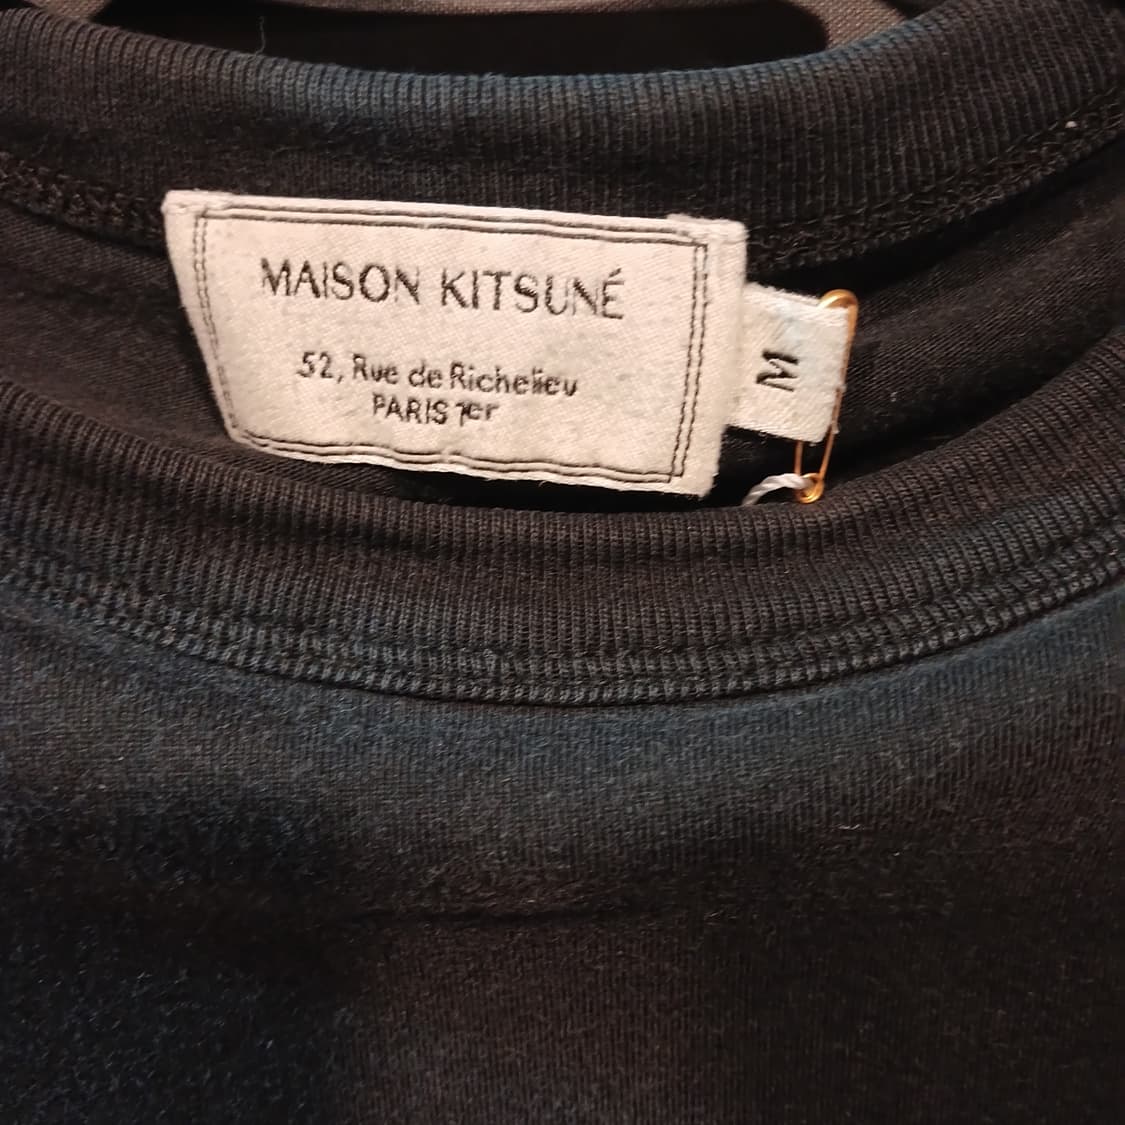 MAISON KITSUNÉ
52, Rue de Richelieu
PARIS 1er
M